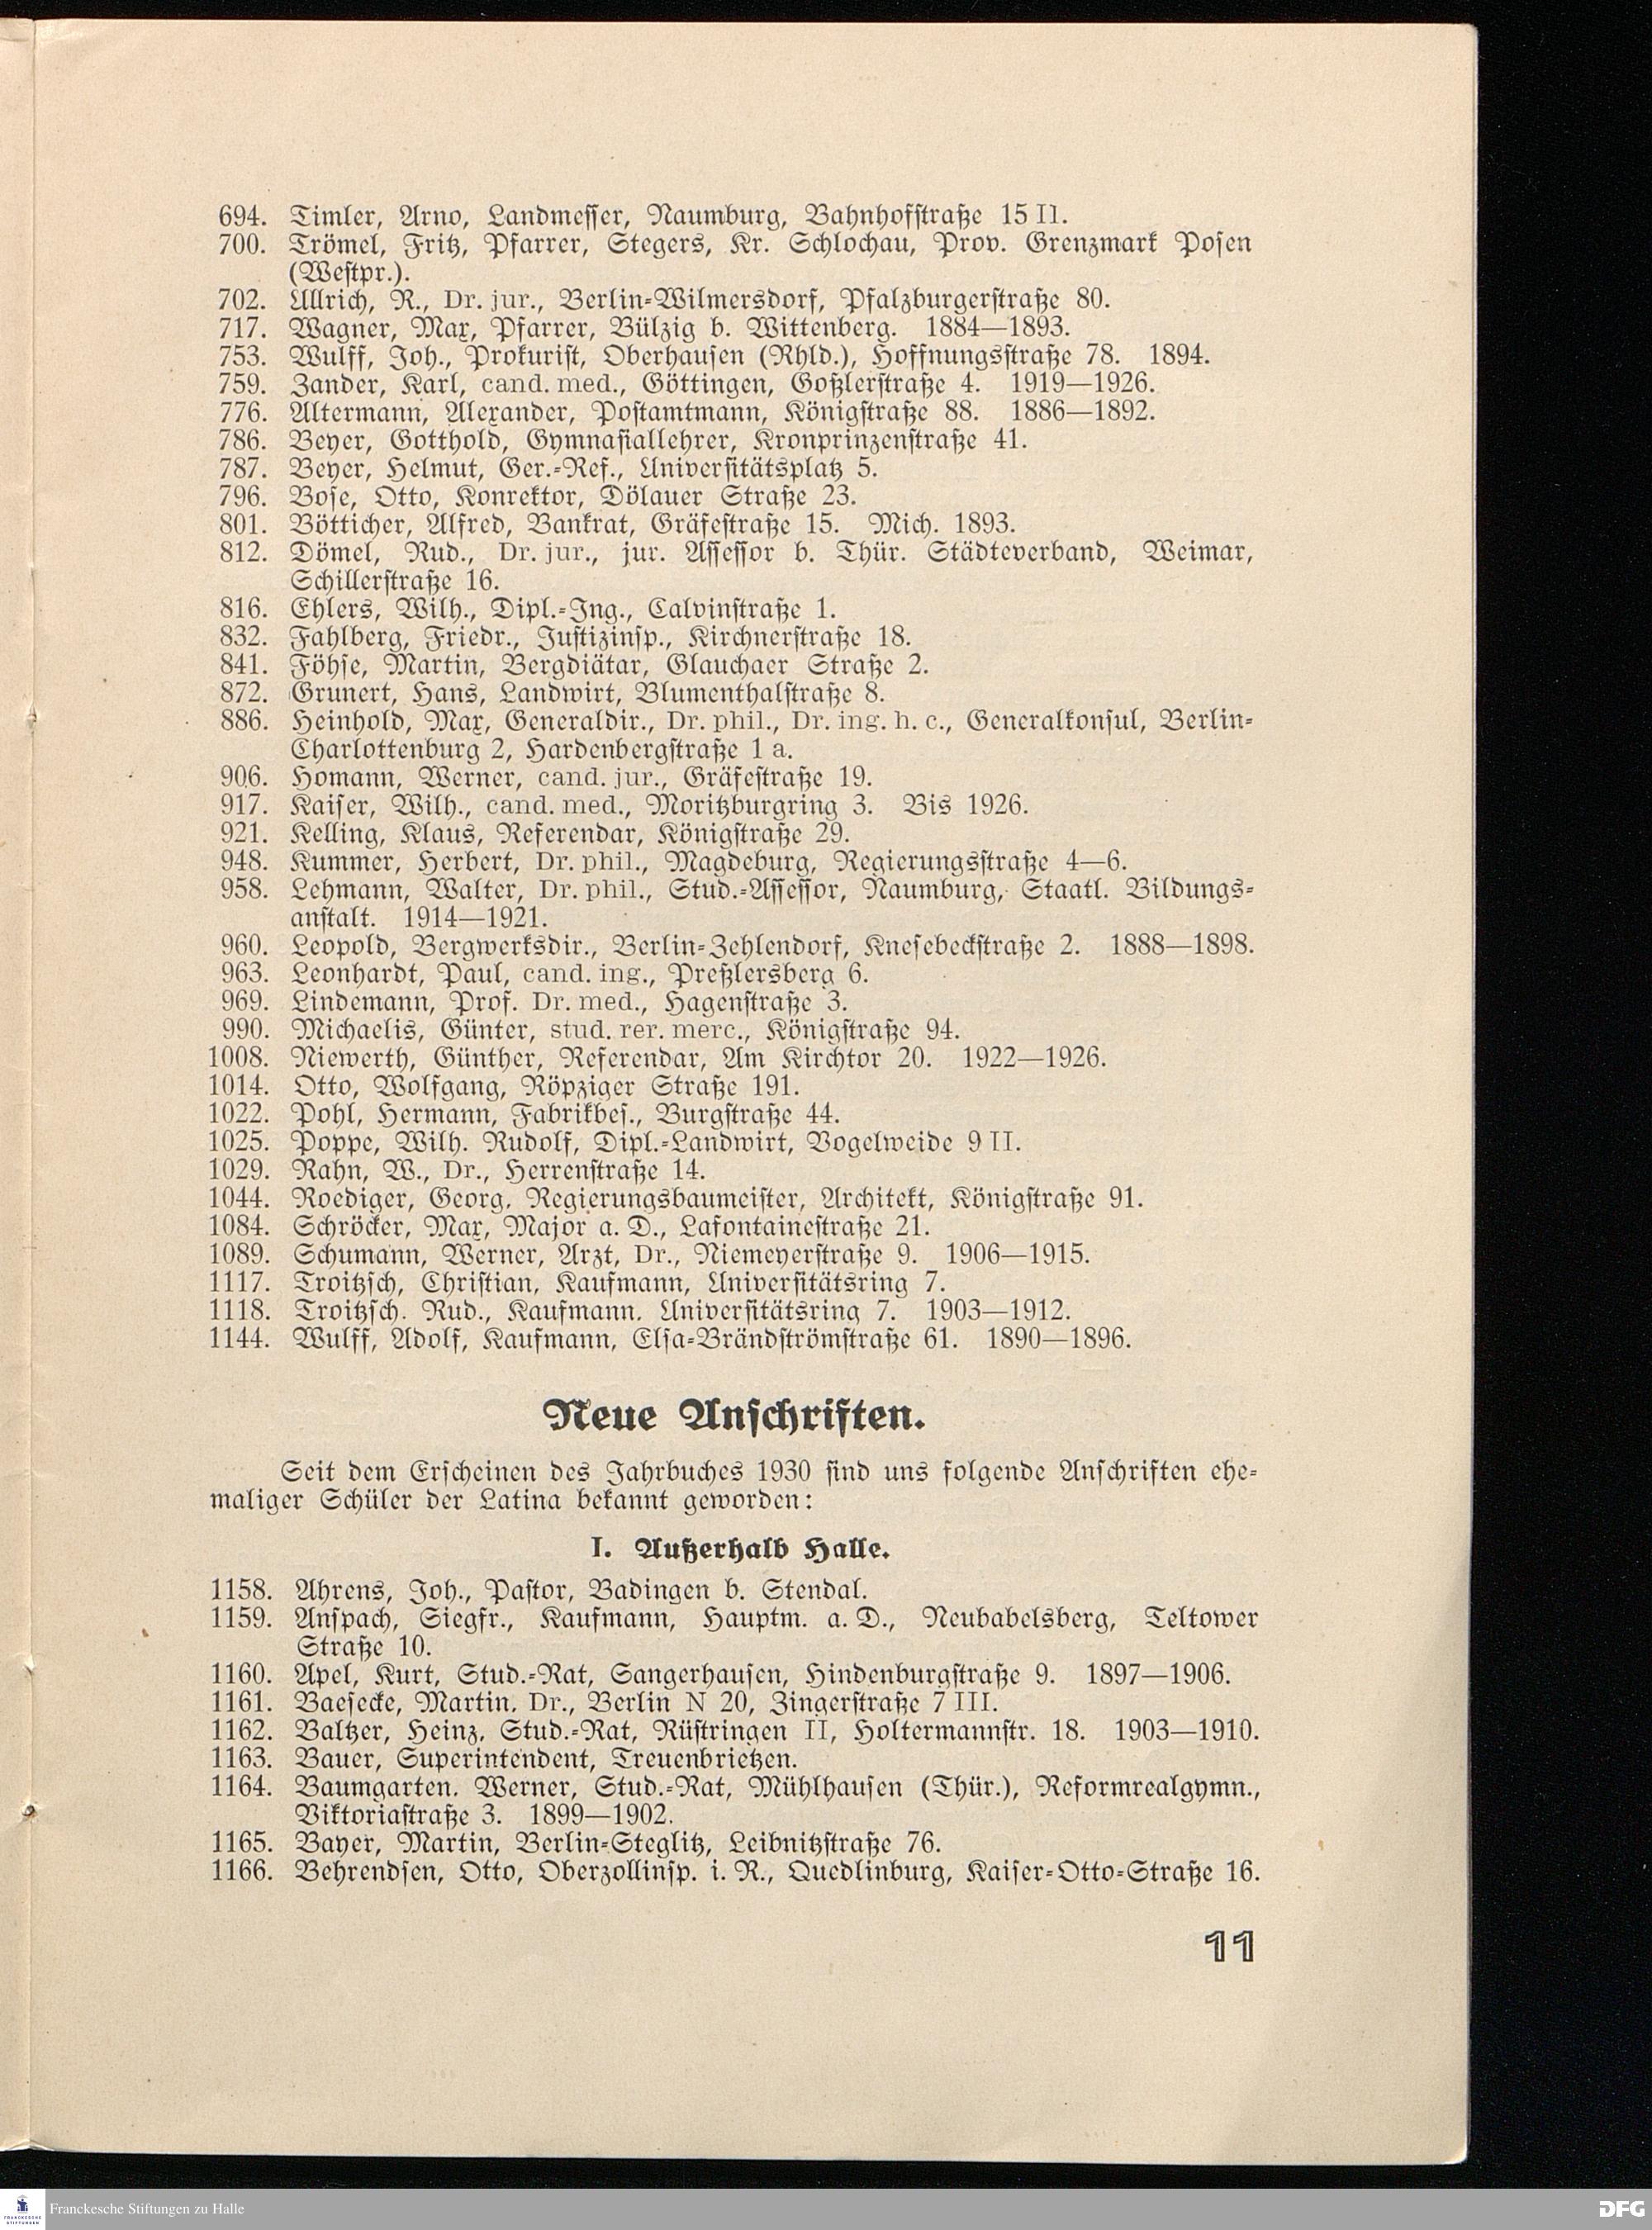 694. Timler, Arno, Landmesser, Naumburg, Bahnhofstraße 15 II.
700. Trömel, Fritz, Pfarrer, Stegers, Kr. Schlochau, Prov. Grenzmark Posen
(Westpr.).
702. Ullrich, R., Dr. jur., Berlin-Wilmersdorf, Pfalzburgerstraße 80.
717. Wagner, Max, Pfarrer, Bülzig b. Wittenberg. 1884—1893.
753. Wulff, Joh., Prokurist, Oberhausen (Rhld.), Hoffnungsstraße 78. 1894.
759. Zander, Karl, cand. med., Göttingen, Goßlerstraße 4. 1919—1926.
776. Altermann, Alexander, Postamtmann, Königstraße 88. 1886—1892.
786. Beyer, Gotthold, Gymnasiallehrer, Kronprinzenstraße 41.
787. Beyer, Helmut, Ger.-Ref., Universitätsplatz 5.
796. Bose, Otto, Konrektor, Dölauer Straße 23.
801. Bötticher, Alfred, Bankrat, Gräfestraße 15. Mich. 1893.
812. Dömel, Rud., Dr. jur., jur. Assessor b. Thür. Städteverband, Weimar,
Schillerstraße 16.
816. Ehlers, Wilh., Dipl.-Ing., Calvinstraße 1.
832. Fahlberg, Friedr., Justizinsp., Kirchnerstraße 18.
841. Föhse, Martin, Bergdiätar, Glauchaer Straße 2.
872. Grunert, Hans, Landwirt, Blumenthalstraße 8.
886. Heinhold, Max, Generaldir., Dr. phil., Dr. ing. h. c., Generalkonsul, Berlin-
Charlottenburg 2, Hardenbergstraße 1 a.
906. Homann, Werner, cand. jur., Gräfestraße 19.
917. Kaiser, Wilh., cand. med., Moritzburgring 3. Bis 1926.
921. Kelling, Klaus, Referendar, Königstraße 29.
948. Kummer, Herbert, Dr. phil., Magdeburg, Regierungsstraße 4—6.
958. Lehmann, Walter, Dr. phil., Stud.-Assessor, Naumburg, Staatl. Bildungs-
anstalt. 1914—1921.
960. Leopold, Bergwerksdir., Berlin-Zehlendorf, Knesebeckstraße 2. 1888—1898.
963. Leonhardt, Paul, cand. ing., Preßlersberg 6.
969. Lindemann, Prof. Dr. med., Hagenstraße 3.
990. Michaelis, Günter, stud. rer. merc., Königstraße 94.
1008. Niewerth, Günther, Referendar, Am Kirchtor 20. 1922—1926.
1014. Otto, Wolfgang, Röpziger Straße 191.
1022. Pohl, Hermann, Fabrikbes., Burgstraße 44.
1025. Poppe, Wilh. Rudolf, Dipl.-Landwirt, Vogelweide 9 II.
1029. Rahn, W., Dr., Herrenstraße 14.
1044. Roediger, Georg, Regierungsbaumeister, Architekt, Königstraße 91.
1084. Schröcker, Max, Major a. D., Lafontainestraße 21.
1089. Schumann, Werner, Arzt, Dr., Niemeyerstraße 9. 1906—1915.
1117. Troitzsch, Christian, Kaufmann, Universitätsring 7.
1118. Troitzsch. Rud., Kaufmann. Universitätsring 7. 1903—1912.
1144. Wulff, Adolf, Kaufmann, Elsa-Brändströmstraße 61. 1890—1896.
Neue Anschriften.
Seit dem Erscheinen des Jahrbuches 1930 sind uns folgende Anschriften ehe-
maliger Schüler der Latina bekannt geworden:
I. Außerhalb Halle.
1158. Ahrens, Joh., Pastor, Badingen b. Stendal.
1159. Anspach, Siegfr., Kaufmann, Hauptm. a. D., Neubabelsberg, Teltower
Straße 10.
1160. Apel, Kurt, Stud.-Rat, Sangerhausen, Hindenburgstraße 9. 1897—1906.
1161. Baesecke, Martin. Dr., Berlin N 20, Zingerstraße 7 III.
1162. Baltzer, Heinz, Stud.-Rat, Rüstringen II, Holtermannstr. 18. 1903—1910.
1163. Bauer, Superintendent, Treuenbrietzen.
1164. Baumgarten. Werner, Stud.-Rat, Mühlhausen (Thür.), Reformrealgymn.,
Viktoriastraße 3. 1899—1902.
1165. Bayer, Martin, Berlin-Steglitz, Leibnitzstraße 76.
1166. Behrendsen, Otto, Oberzollinsp. i. R., Quedlinburg, Kaiser-Otto-Straße 16.
11
FRANCKESCHE
STIFTUNGEN
Franckesche Stiftungen zu Halle
DFG